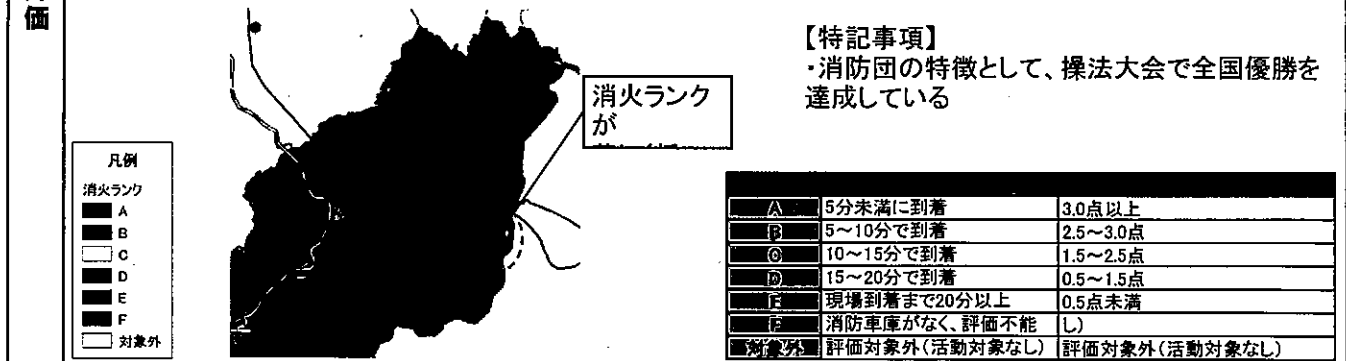 価
【特記事項】
・消防団の特徴として、操法大会で全国優勝を
達成している
消火ランク
が
凡例
消火ランク
A
B
C
D
E
F
対象外
A 5分未満に到着 3.0点以上
B 5～10分で到着 2.5～3.0点
C 10～15分で到着 1.5～2.5点
D 15～20分で到着 0.5～1.5点
E 現場到着まで20分以上 0.5点未満
F 消防車庫がなく、評価不能 し)
対象外 評価対象外(活動対象なし) 評価対象外(活動対象なし)